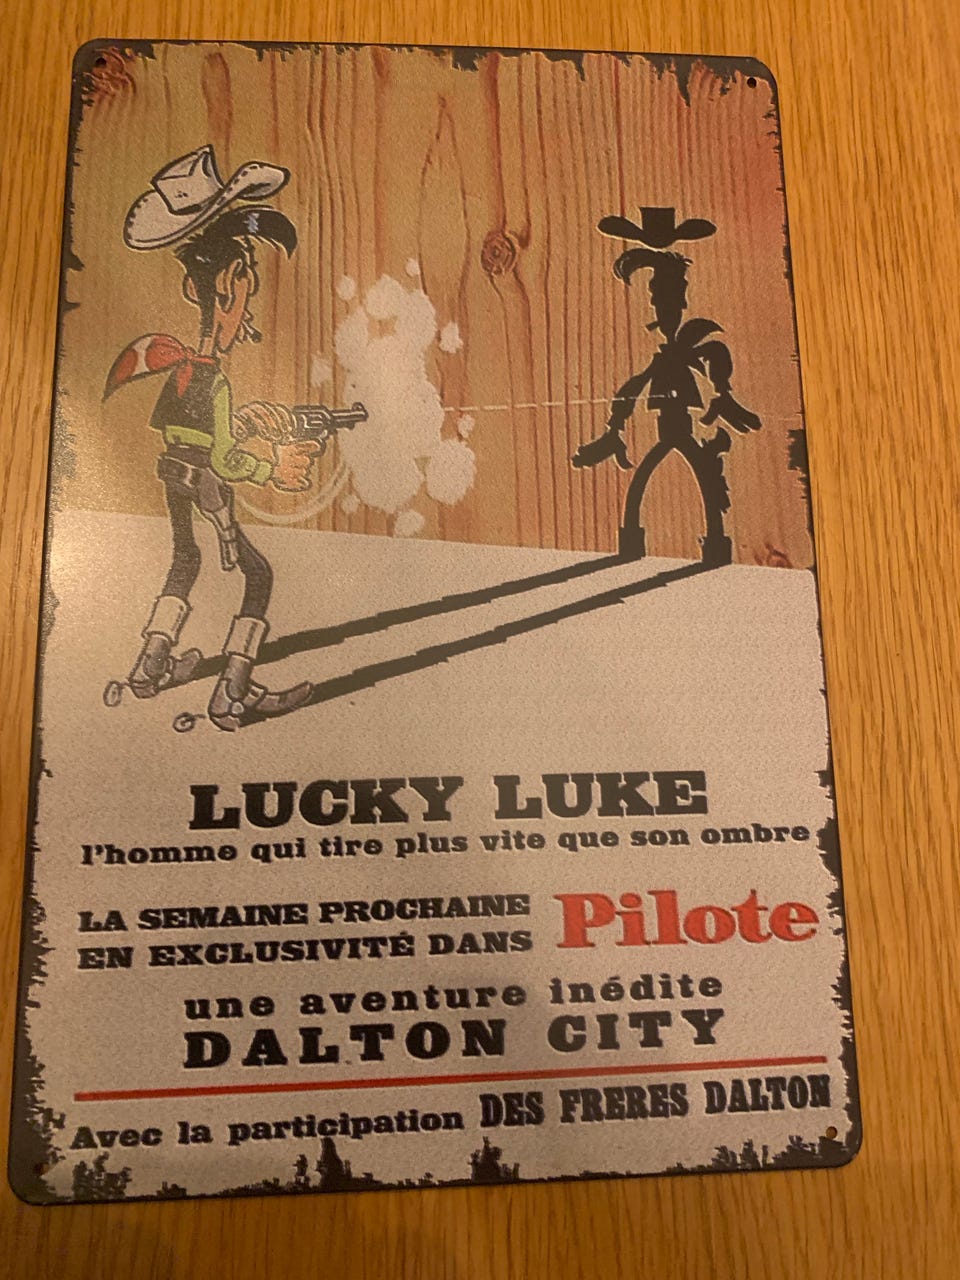 LUCKY LUKE
l'homme qui tire plus vite que son ombre
LA SEMAINE PROCHAINE
EN EXCLUSIVITÉ DANS Pilote
une aventure inédite
DALTON CITY
Avec la participation DES FRERES DALTON